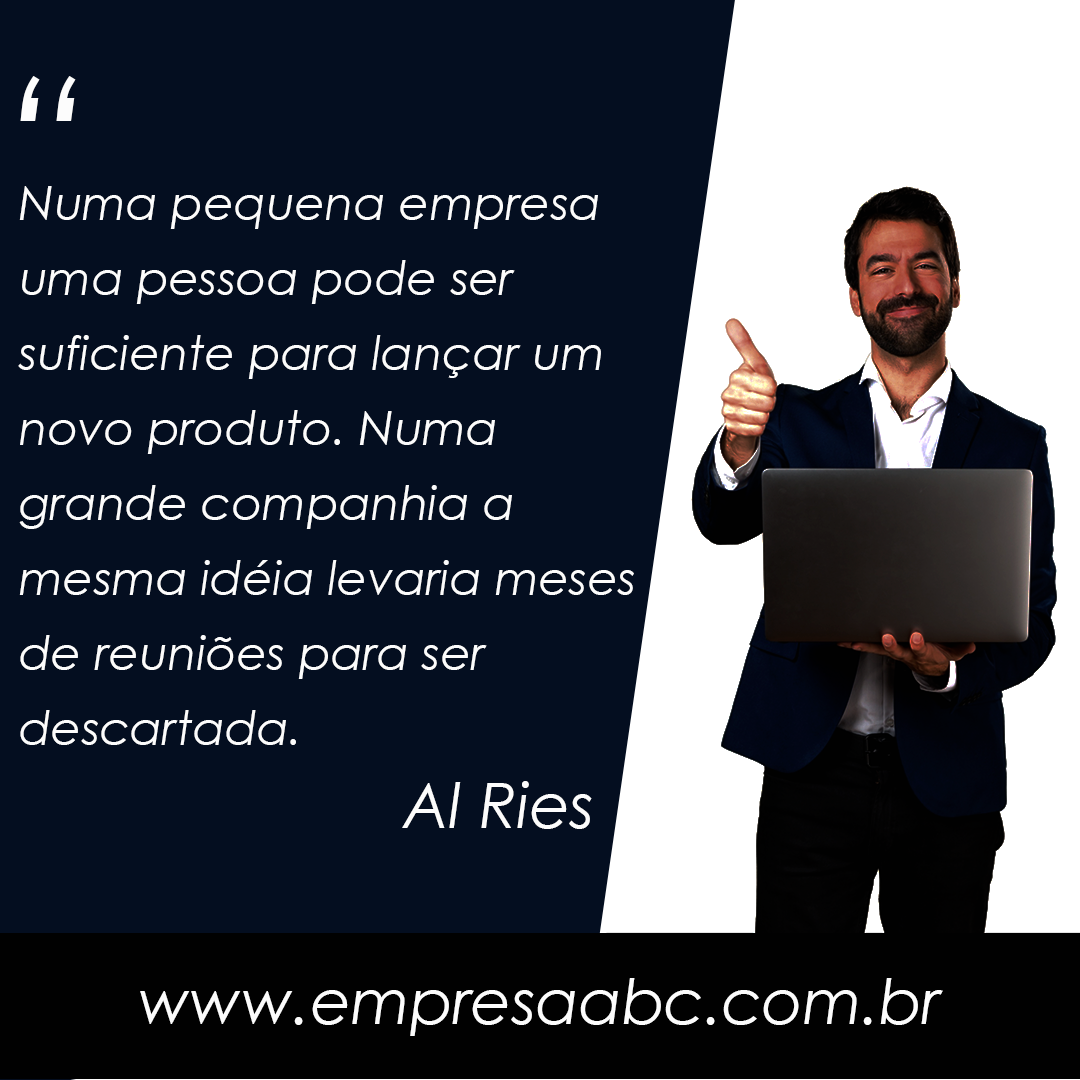 “
Numa pequena empresa
uma pessoa pode ser
suficiente para lançar um
novo produto. Numa
grande companhia a
mesma idéia levaria meses
de reuniões para ser
descartada.
Al Ries
www.empresaabc.com.br